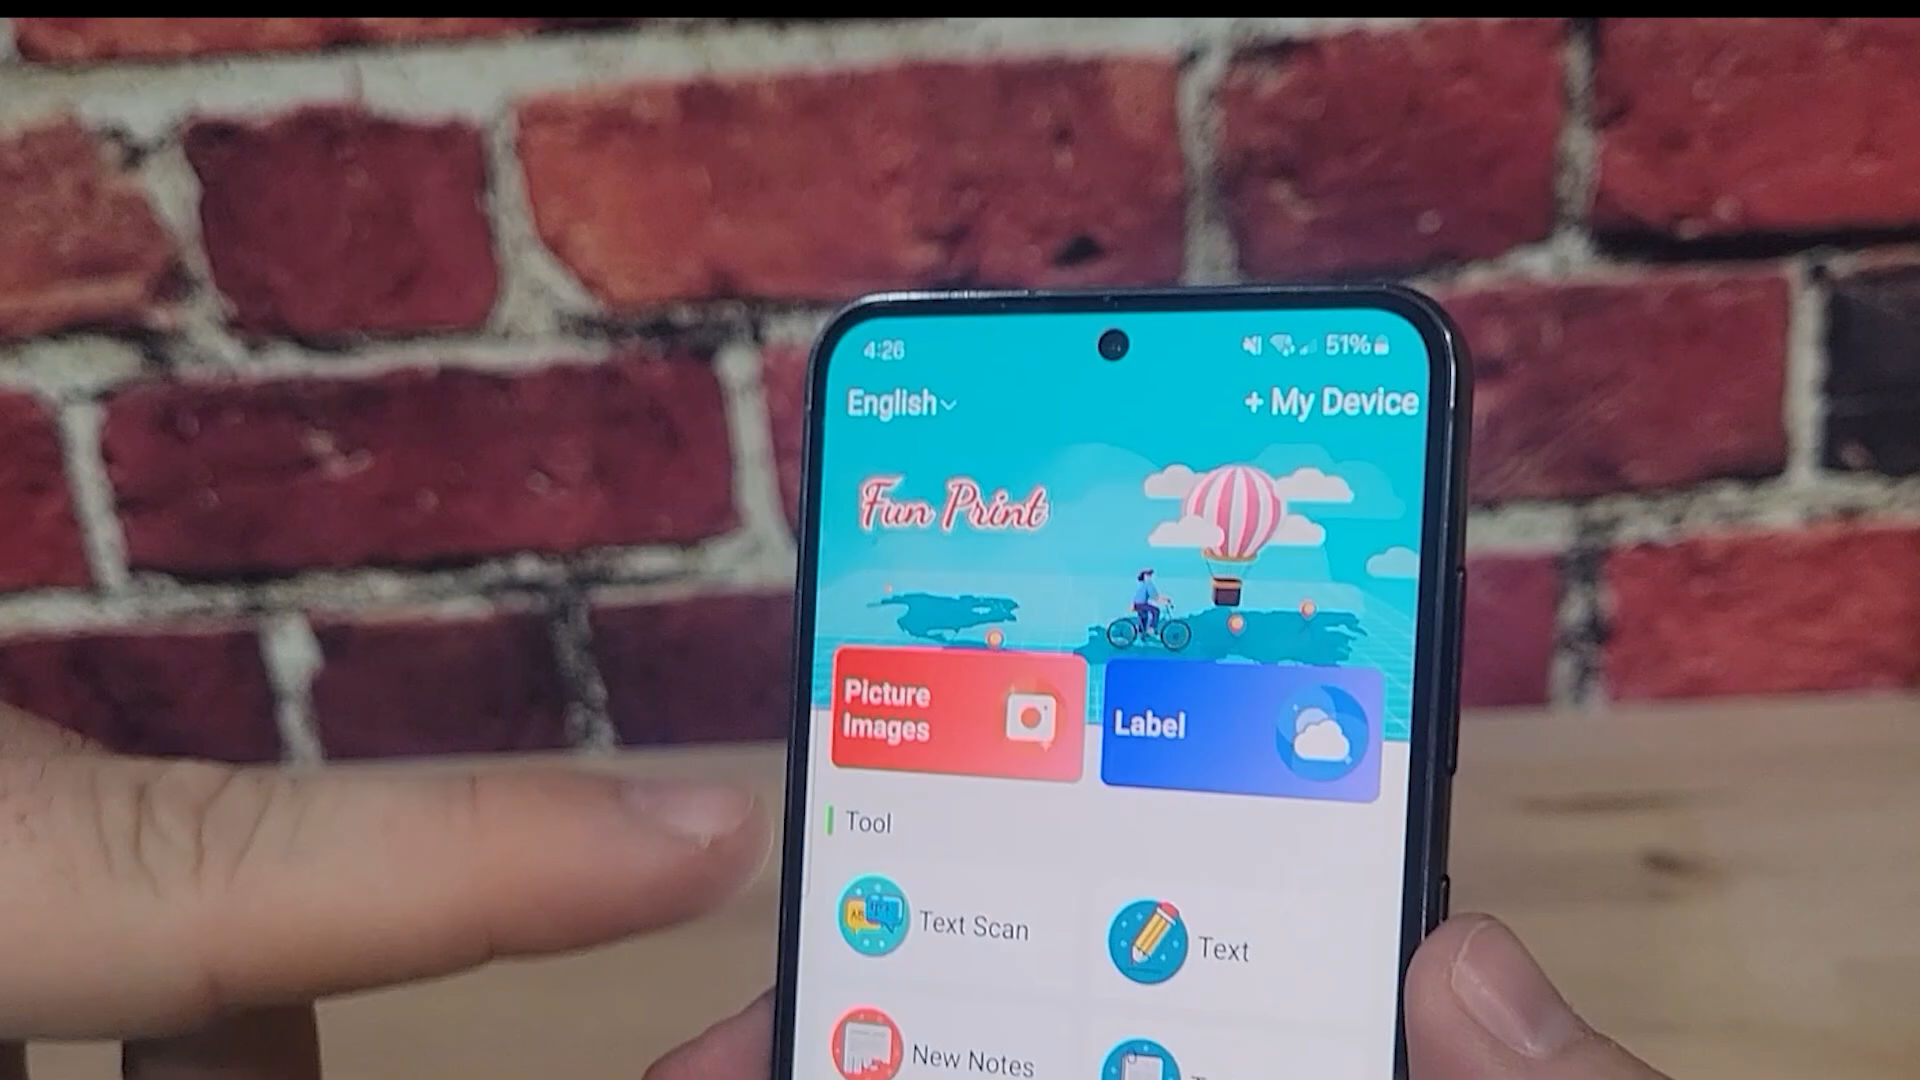 4:26
51%
English
+ My Device
Fun Print
Picture
Images
Label
Tool
Text Scan
Text
New Notes